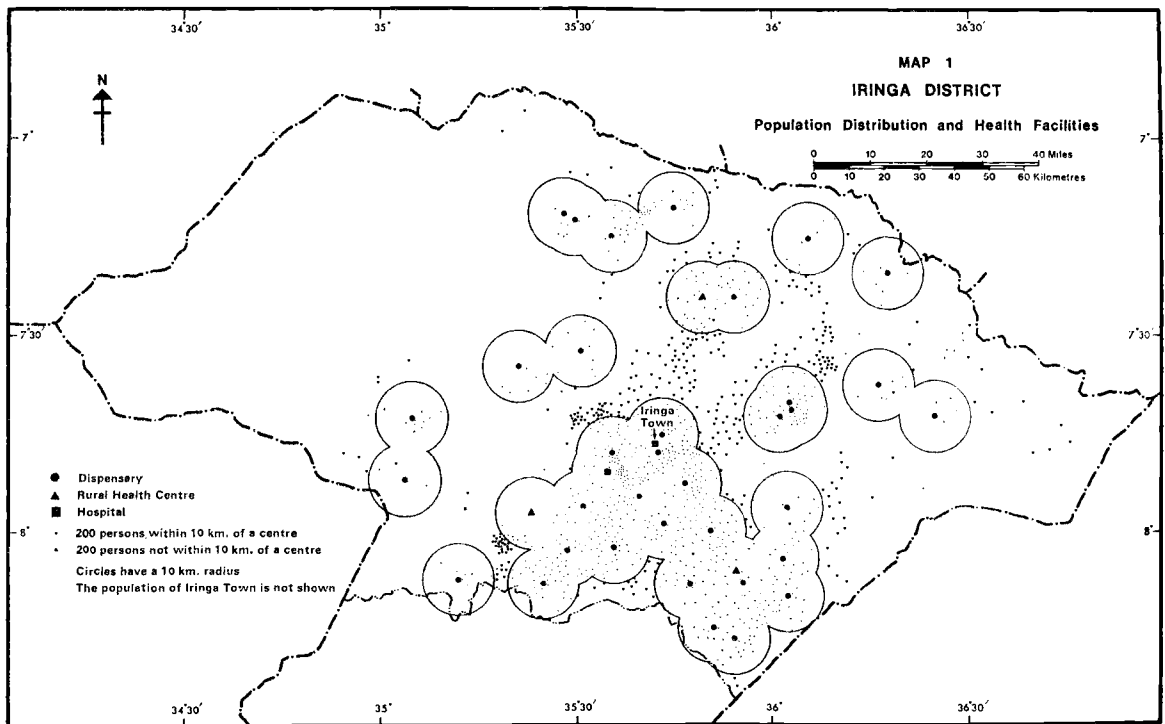 34°30′ 35° 35°30′ 36° 36°30′
N
MAP 1
IRINGA DISTRICT
Population Distribution and Health Facilities
0 10 20 30 40 Miles
0 10 20 30 40 50 60 Kilometres
7° 7°
7°30′ 7°30′
Iringa
Town
Dispensary
Rural Health Centre
Hospital
200 persons within 10 km. of a centre
200 persons not within 10 km. of a centre
Circles have a 10 km. radius
The population of Iringa Town is not shown
8° 8°
34°30′ 35° 35°30′ 36° 36°30′